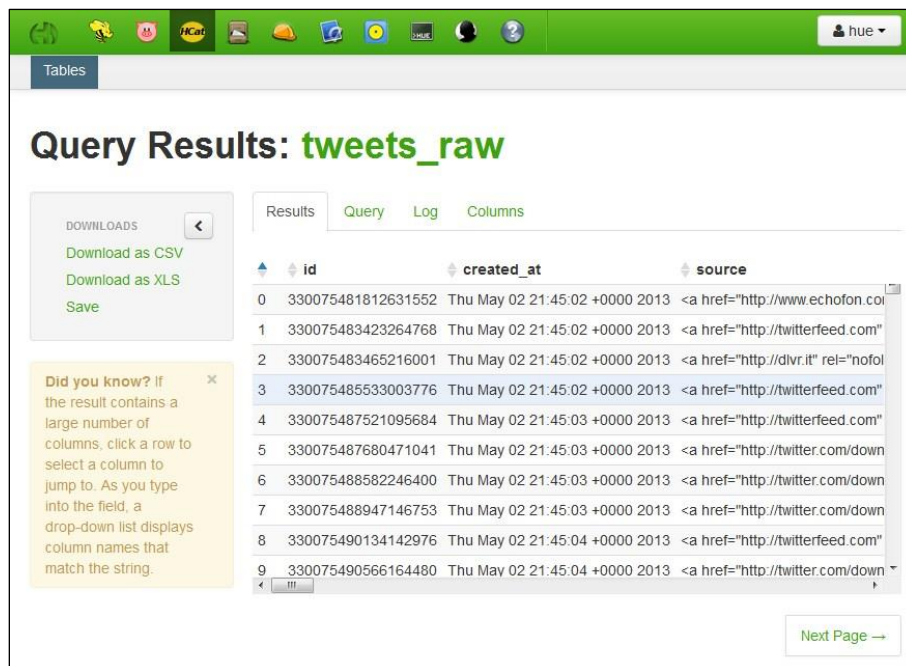 HCat
HUE
?
hue
Tables
Query Results: tweets_raw
DOWNLOADS
Download as CSV
Download as XLS
Save
Did you know? If
the result contains a
large number of
columns, click a row to
select a column to
jump to. As you type
into the field, a
drop-down list displays
column names that
match the string.
×
Results Query Log Columns
id created_at source
0 330075481812631552 Thu May 02 21:45:02 +0000 2013 <a href="http://www.echofon.co
1 330075483423264768 Thu May 02 21:45:02 +0000 2013 <a href="http://twitterfeed.com"
2 330075483465216001 Thu May 02 21:45:02 +0000 2013 <a href="http://dlvr.it" rel="nofol
3 330075485533003776 Thu May 02 21:45:02 +0000 2013 <a href="http://twitterfeed.com"
4 330075487521095684 Thu May 02 21:45:03 +0000 2013 <a href="http://twitterfeed.com"
5 330075487680471041 Thu May 02 21:45:03 +0000 2013 <a href="http://twitter.com/down
6 330075488582246400 Thu May 02 21:45:03 +0000 2013 <a href="http://twitter.com/down
7 330075488947146753 Thu May 02 21:45:03 +0000 2013 <a href="http://twitter.com/down
8 330075490134142976 Thu May 02 21:45:04 +0000 2013 <a href="http://twitterfeed.com"
9 330075490566164480 Thu May 02 21:45:04 +0000 2013 <a href="http://twitter.com/down
Next Page →